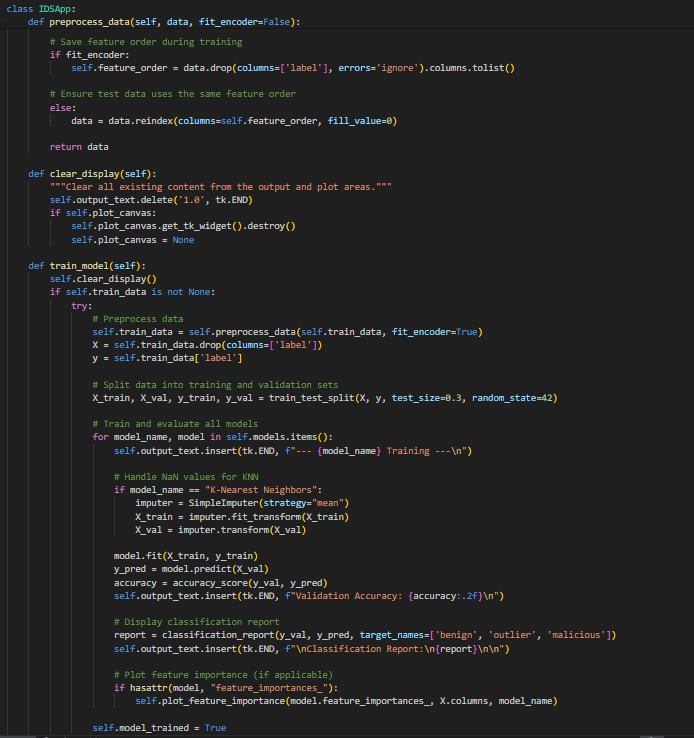 class IDSApp:
    def preprocess_data(self, data, fit_encoder=False):
        # Save feature order during training
        if fit_encoder:
            self.feature_order = data.drop(columns=['label'], errors='ignore').columns.tolist()

        # Ensure test data uses the same feature order
        else:
            data = data.reindex(columns=self.feature_order, fill_value=0)

        return data

    def clear_display(self):
        """Clear all existing content from the output and plot areas."""
        self.output_text.delete('1.0', tk.END)
        if self.plot_canvas:
            self.plot_canvas.get_tk_widget().destroy()
            self.plot_canvas = None

    def train_model(self):
        self.clear_display()
        if self.train_data is not None:
            try:
                # Preprocess data
                self.train_data = self.preprocess_data(self.train_data, fit_encoder=True)
                X = self.train_data.drop(columns=['label'])
                y = self.train_data['label']

                # Split data into training and validation sets
                X_train, X_val, y_train, y_val = train_test_split(X, y, test_size=0.3, random_state=42)

                # Train and evaluate all models
                for model_name, model in self.models.items():
                    self.output_text.insert(tk.END, f"--- {model_name} Training ---\n")

                    # Handle NaN values for KNN
                    if model_name == "K-Nearest Neighbors":
                        imputer = SimpleImputer(strategy="mean")
                        X_train = imputer.fit_transform(X_train)
                        X_val = imputer.transform(X_val)

                    model.fit(X_train, y_train)
                    y_pred = model.predict(X_val)
                    accuracy = accuracy_score(y_val, y_pred)
                    self.output_text.insert(tk.END, f"Validation Accuracy: {accuracy:.2f}\n")

                    # Display classification report
                    report = classification_report(y_val, y_pred, target_names=['benign', 'outlier', 'malicious'])
                    self.output_text.insert(tk.END, f"\nClassification Report:\n{report}\n\n")

                    # Plot feature importance (if applicable)
                    if hasattr(model, "feature_importances_"):
                        self.plot_feature_importance(model.feature_importances_, X.columns, model_name)

                self.model_trained = True